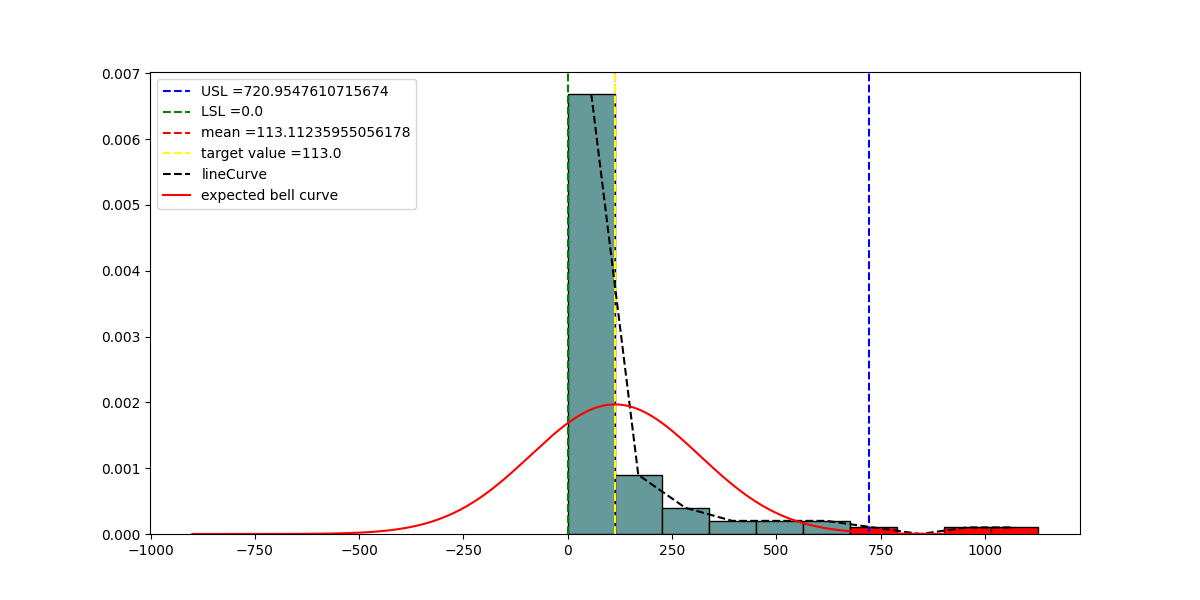 0.007
0.006
0.005
0.004
0.003
0.002
0.001
0.000
USL =720.9547610715674
LSL =0.0
mean =113.11235955056178
target value =113.0
lineCurve
expected bell curve
−1000 −750 −500 −250 0 250 500 750 1000